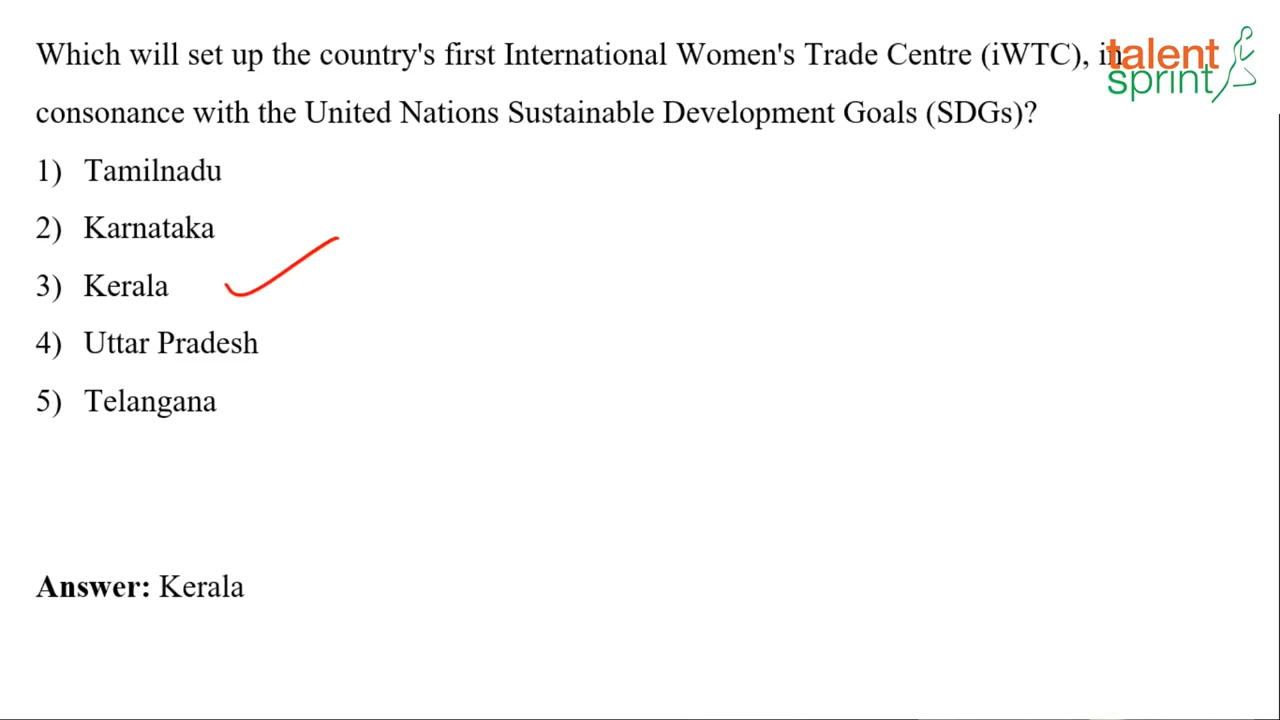 Which will set up the country's first International Women's Trade Centre (iWTC), in
consonance with the United Nations Sustainable Development Goals (SDGs)?
1) Tamilnadu
2) Karnataka
3) Kerala
4) Uttar Pradesh
5) Telangana
Answer: Kerala
talent
sprint